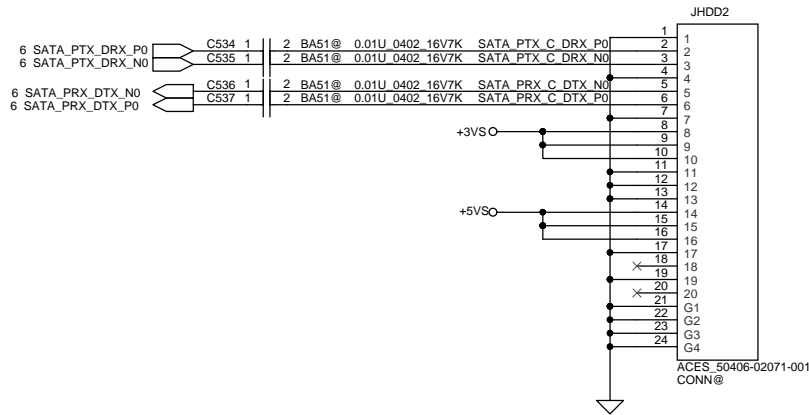 JHDD2
6 SATA_PTX_DRX_P0 C534 1 2 BA51@ 0.01U_0402_16V7K SATA_PTX_C_DRX_P0
6 SATA_PTX_DRX_N0 C535 1 2 BA51@ 0.01U_0402_16V7K SATA_PTX_C_DRX_N0
6 SATA_PRX_DTX_N0 C536 1 2 BA51@ 0.01U_0402_16V7K SATA_PRX_C_DTX_N0
6 SATA_PRX_DTX_P0 C537 1 2 BA51@ 0.01U_0402_16V7K SATA_PRX_C_DTX_P0
+3VS
+5VS
1 1
2 2
3 3
4 4
5 5
6 6
7 7
8 8
9 9
10 10
11 11
12 12
13 13
14 14
15 15
16 16
17 17
18 18
19 19
20 20
21 G1
22 G2
23 G3
24 G4
ACES_50406-02071-001
CONN@